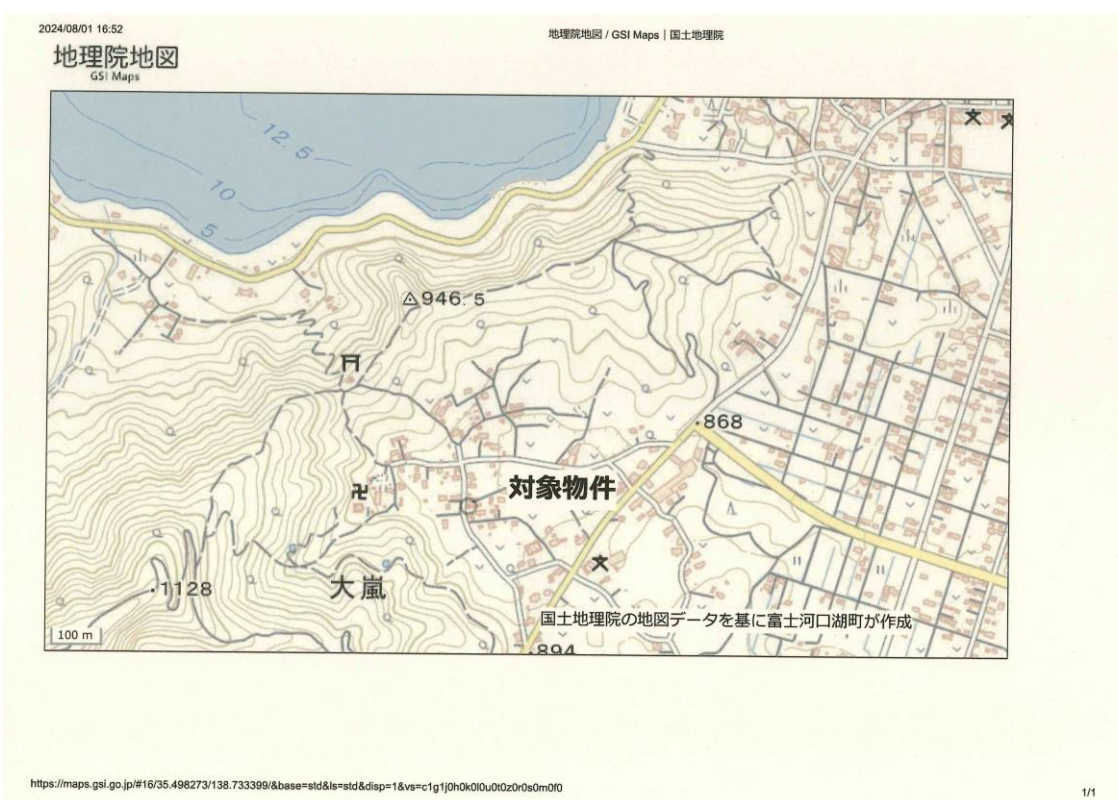 2024/08/01 16:52
地理院地図 / GSI Maps｜国土地理院
地理院地図
GSI Maps
12.5
10
5
946.5
868
対象物件
1128
大嵐
国土地理院の地図データを基に富士河口湖町が作成
100 m
894
https://maps.gsi.go.jp/#16/35.498273/138.733399/&base=std&ls=std&disp=1&vs=c1g1j0h0k0l0u0t0z0r0s0m0f0
1/1